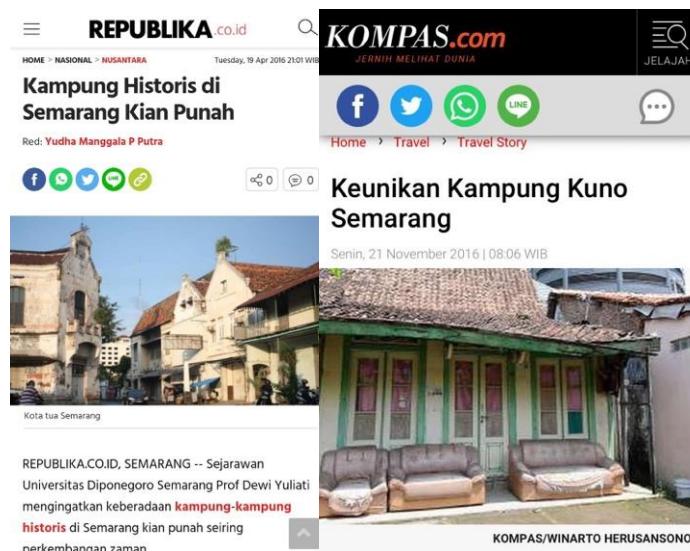 REPUBLIKA.co.id
HOME > NASIONAL > NUSANTARA
Tuesday, 19 Apr 2016 21:01 WIB
Kampung Historis di
Semarang Kian Punah
Red: Yudha Manggala P Putra
LINE
0
0
Kota tua Semarang
REPUBLIKA.CO.ID, SEMARANG -- Sejarawan
Universitas Diponegoro Semarang Prof Dewi Yuliati
mengingatkan keberadaan kampung-kampung
historis di Semarang kian punah seiring
perkembangan zaman
KOMPAS.com
JERNIH MELIHAT DUNIA
JELAJAH
LINE
Home > Travel > Travel Story
Keunikan Kampung Kuno
Semarang
Senin, 21 November 2016 | 08:06 WIB
KOMPAS/WINARTO HERUSANSONO